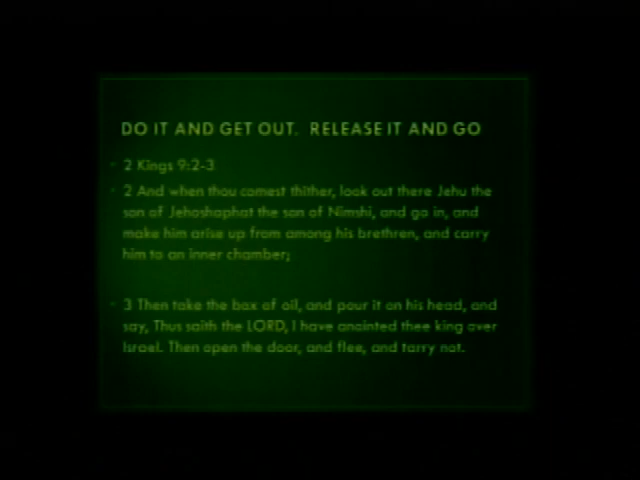 DO IT AND GET OUT. RELEASE IT AND GO
2 Kings 9:2-3
2 And when thou comest thither, look out there Jehu the
son of Jehoshaphat the son of Nimshi, and go in, and
make him arise up from among his brethren, and carry
him to an inner chamber;
3 Then take the box of oil, and pour it on his head, and
say, Thus saith the LORD, I have anointed thee king over
Israel. Then open the door, and flee, and tarry not.